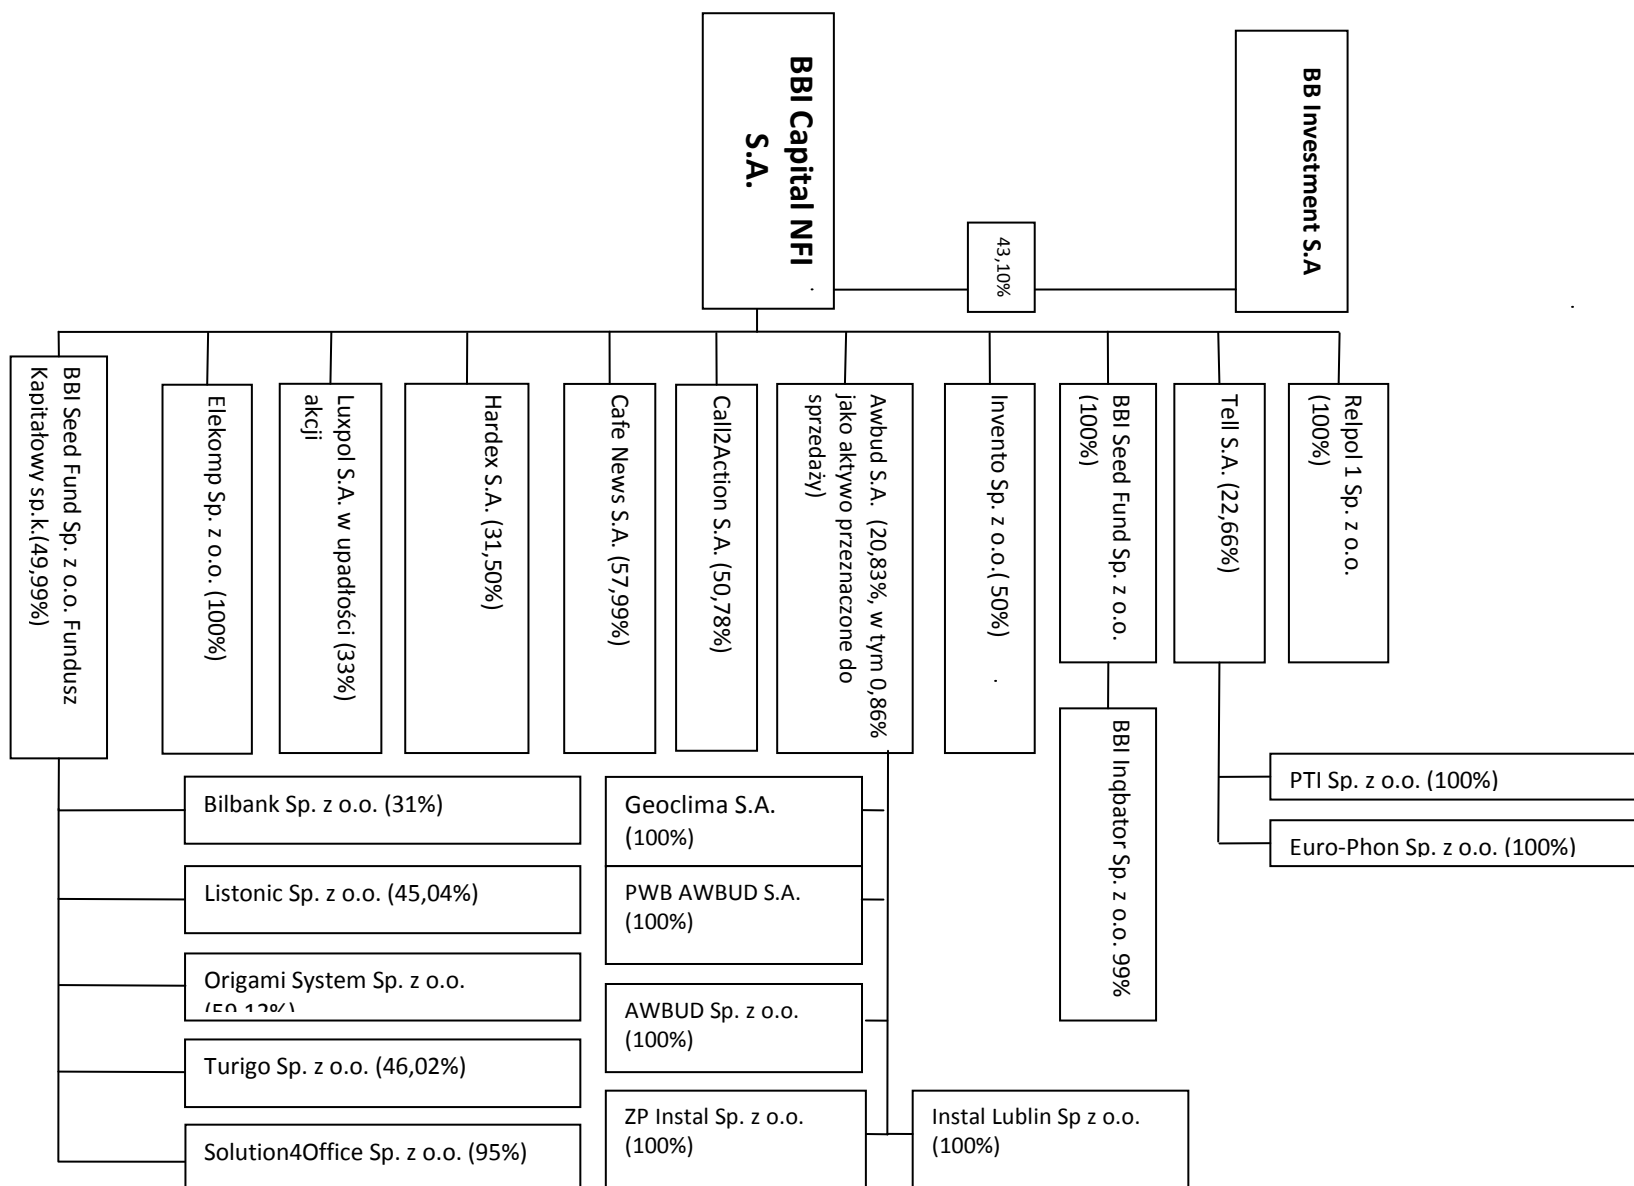 BBI Capital NFI
S.A.
BB Investment S.A
43,10%
BBI Seed Fund Sp. z o.o. Fundusz
Kapitałowy sp.k.(49,99%)
Elekomp Sp. z o.o. (100%)
Luxpol S.A. w upadłości (33%)
akcji
Hardex S.A. (31,50%)
Cafe News S.A. (57,99%)
Call2Action S.A. (50,78%)
Awbud S.A. (20,83%, w tym 0,86%
jako aktywo przeznaczone do
sprzedaży)
Invento Sp. z o.o.( 50%)
BBI Seed Fund Sp. z o.o.
(100%)
Tell S.A. (22,66%)
Relpol 1 Sp. z o.o.
(100%)
BBI Inqbator Sp. z o.o. 99%
PTI Sp. z o.o. (100%)
Euro-Phon Sp. z o.o. (100%)
Bilbank Sp. z o.o. (31%)
Listonic Sp. z o.o. (45,04%)
Origami System Sp. z o.o.
(59,12%)
Turigo Sp. z o.o. (46,02%)
Solution4Office Sp. z o.o. (95%)
Geoclima S.A.
(100%)
PWB AWBUD S.A.
(100%)
AWBUD Sp. z o.o.
(100%)
ZP Instal Sp. z o.o.
(100%)
Instal Lublin Sp z o.o.
(100%)